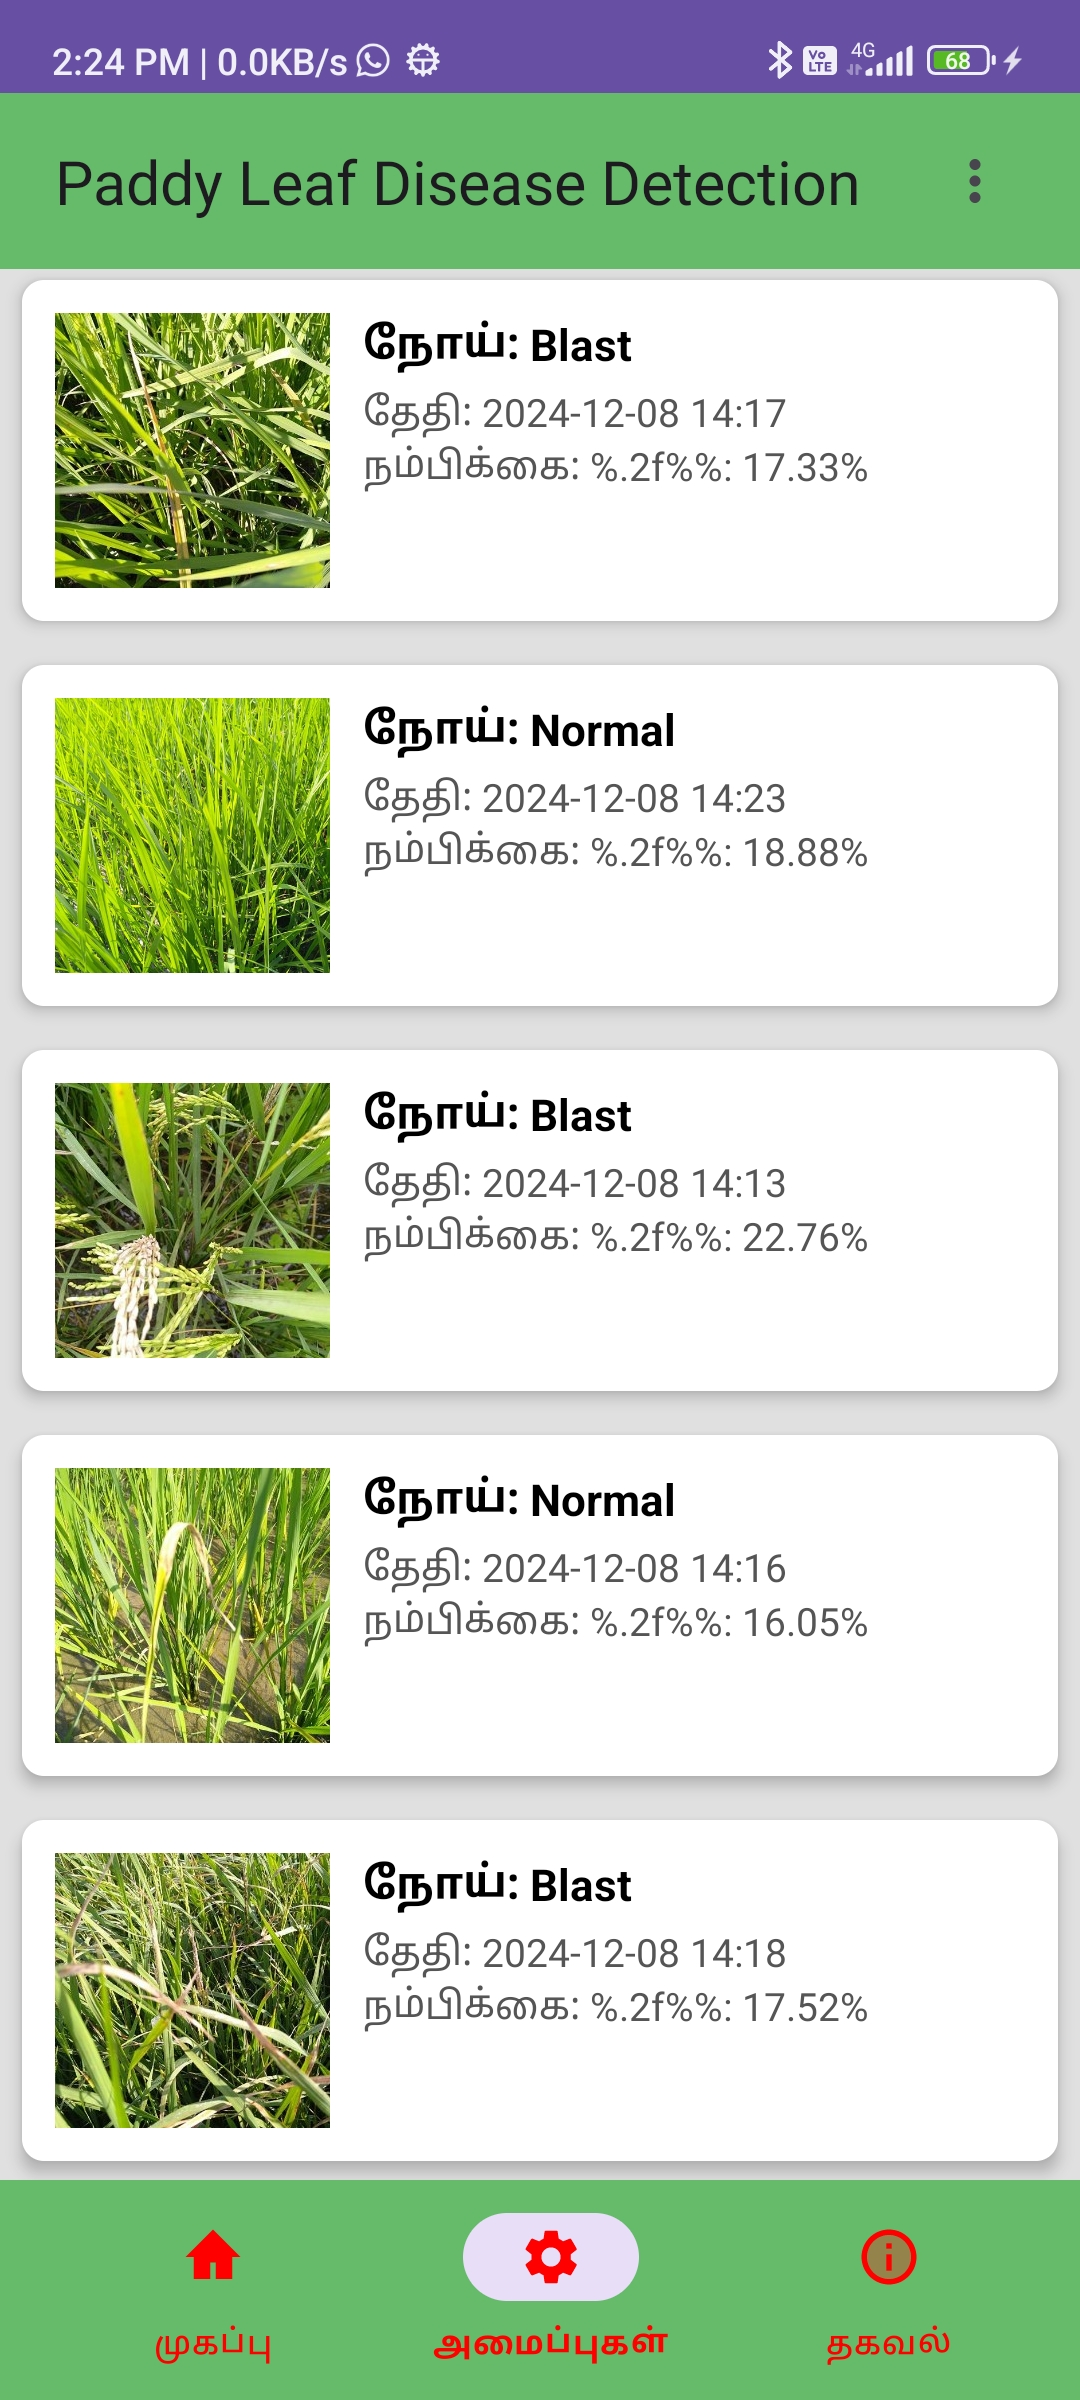 2:24 PM | 0.0KB/s Vo LTE 4G 68
Paddy Leaf Disease Detection
நோய்: Blast
தேதி: 2024-12-08 14:17
நம்பிக்கை: %.2f%%: 17.33%
நோய்: Normal
தேதி: 2024-12-08 14:23
நம்பிக்கை: %.2f%%: 18.88%
நோய்: Blast
தேதி: 2024-12-08 14:13
நம்பிக்கை: %.2f%%: 22.76%
நோய்: Normal
தேதி: 2024-12-08 14:16
நம்பிக்கை: %.2f%%: 16.05%
நோய்: Blast
தேதி: 2024-12-08 14:18
நம்பிக்கை: %.2f%%: 17.52%
முகப்பு அமைப்புகள் தகவல்